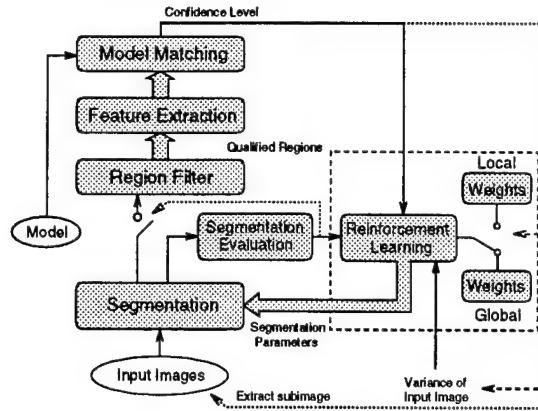 Confidence Level
Model Matching
Feature Extraction
Qualified Regions
Region Filter
Local
Weights
Model
Segmentation
Evaluation
Reinforcement
Learning
Weights
Global
Segmentation
Segmentation
Parameters
Input Images
Variance of
Input Image
Extract subimage